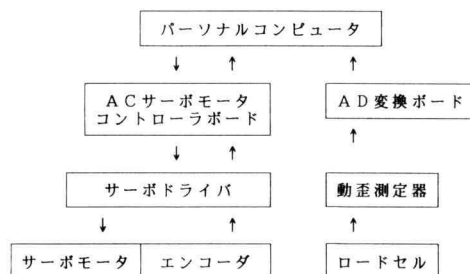 パーソナルコンピュータ
↓ ↑ ↑
ACサーボモータ
コントローラボード
AD変換ボード
↓ ↑ ↑
サーボドライバ
動歪測定器
↓ ↑ ↑
サーボモータ
エンコーダ
ロードセル